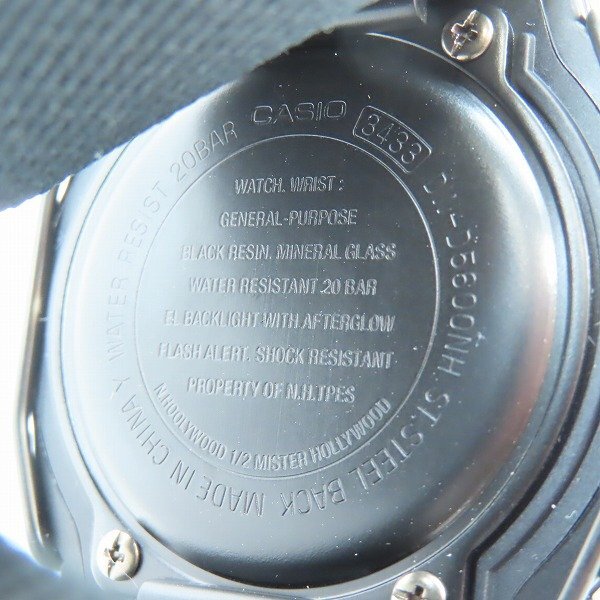 CASIO 3433 DW-D5600NH ST.STEEL BACK MADE IN CHINA Y WATER RESIST 20BAR
WATCH. WRIST :
GENERAL-PURPOSE
BLACK RESIN. MINERAL GLASS
WATER RESISTANT.20 BAR
EL BACKLIGHT WITH AFTERGLOW
FLASH ALERT. SHOCK RESISTANT
PROPERTY OF N.H.TPES
N.HOOLYWOOD 1/2 MISTER HOLLYWOOD